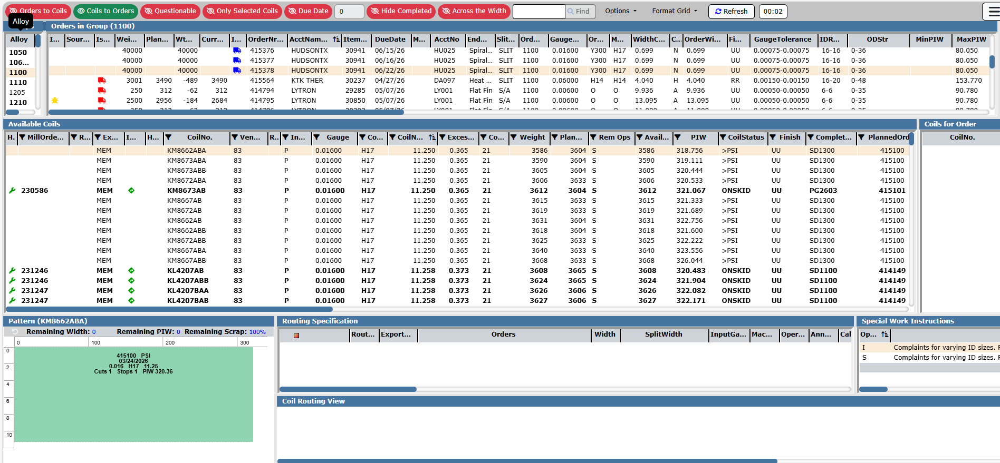 Orders to Coils Coils to Orders Questionable Only Selected Coils Due Date 0 Hide Completed Across the Width Find Options Format Grid Refresh 00:02
Alloy
Orders in Group (1100)
Alloy I... Sour... Is... Wei... Plan... Wt... Curr... I... OrderNr... AcctNam... Item... DueDate M... AcctNo End... Slit... Ord... Gauge... Or... M... WidthC... C... OrderWi... Fi... GaugeTolerance IDR... ODStr MinPIW MaxPIW
1050 40000 40000 415376 HUDSONTX 30941 06/15/26 HU025 Spiral... SLIT 1100 0.01600 Y300 H17 0.699 N 0.699 UU 0.00075-0.00075 16-16 0-36 80.050
106... 40000 40000 415377 HUDSONTX 30941 06/16/26 HU025 Spiral... SLIT 1100 0.01600 Y300 H17 0.699 N 0.699 UU 0.00075-0.00075 16-16 0-36 80.050
1100 40000 40000 415378 HUDSONTX 30941 06/22/26 HU025 Spiral... SLIT 1100 0.01600 Y300 H17 0.699 N 0.699 UU 0.00075-0.00075 16-16 0-36 80.050
1110 3001 3490 -489 3490 415564 KTK THER 30237 04/27/26 DA097 Heat ... SLIT 1100 0.06000 H14 H14 4.040 H 4.040 RR 0.00150-0.00150 16-20 0-48 153.770
1205 250 312 -62 312 414794 LYTRON 29285 05/07/26 LY001 Flat Fin S/A 1100 0.00600 O O 9.936 A 9.936 UU 0.00050-0.00050 6-6 0-35 90.780
1210 2500 2956 -184 2684 414795 LYTRON 30850 05/07/26 LY001 Flat Fin S/A 1100 0.00600 O O 13.095 A 13.095 UU 0.00050-0.00050 6-6 0-35 90.780
Available Coils
Coils for Order
H. MillOrde... R... Ex... I... H... CoilNo. Ven... R.. In... Gauge Co... CoilN... Exces... Co... Weight Plan... Rem Ops Avail... PIW CoilStatus Finish Complet... PlannedOrd CoilNo.
MEM KM8662ABA 83 P 0.01600 H17 11.250 0.365 21 3586 3604 S 3586 318.756 >PSI UU SD1300 415100
MEM KM8673ABA 83 P 0.01600 H17 11.250 0.365 21 3590 3604 S 3590 319.111 >PSI UU SD1300 415100
MEM KM8673ABB 83 P 0.01600 H17 11.250 0.365 21 3605 3604 S 3605 320.444 >PSI UU SD1300 415100
MEM KM8672ABA 83 P 0.01600 H17 11.250 0.365 21 3606 3633 S 3606 320.533 >PSI UU SD1300 415100
230586 MEM KM8673AB 83 P 0.01600 H17 11.250 0.365 21 3612 3604 S 3612 321.067 ONSKID UU PG2603 415101
MEM KM8667AB 83 P 0.01600 H17 11.250 0.365 21 3615 3633 S 3615 321.333 >PSI UU SD1300 415100
MEM KM8672AB 83 P 0.01600 H17 11.250 0.365 21 3619 3633 S 3619 321.689 >PSI UU SD1300 415100
MEM KM8662AB 83 P 0.01600 H17 11.250 0.365 21 3631 3604 S 3631 322.756 >PSI UU SD1300 415100
MEM KM8662ABB 83 P 0.01600 H17 11.250 0.365 21 3618 3604 S 3618 321.600 >PSI UU SD1300 415100
MEM KM8672ABB 83 P 0.01600 H17 11.250 0.365 21 3625 3633 S 3625 322.222 >PSI UU SD1300 415100
MEM KM8667ABA 83 P 0.01600 H17 11.250 0.365 21 3640 3633 S 3640 323.556 >PSI UU SD1300 415100
MEM KM8667ABB 83 P 0.01600 H17 11.250 0.365 21 3668 3633 S 3668 326.044 >PSI UU SD1300 415100
231246 MEM KL4207AB 83 P 0.01600 H17 11.258 0.373 21 3608 3665 S 3608 320.483 ONSKID UU SD1100 414149
231246 MEM KL4207ABB 83 P 0.01600 H17 11.258 0.373 21 3624 3665 S 3624 321.904 ONSKID UU SD1100 414149
231247 MEM KL4207BAA 83 P 0.01600 H17 11.258 0.373 21 3626 3606 S 3626 322.082 ONSKID UU SD1100 414149
231247 MEM KL4207BAB 83 P 0.01600 H17 11.258 0.373 21 3627 3606 S 3627 322.171 ONSKID UU SD1100 414149
Pattern (KM8662ABA)
Remaining Width: 0 Remaining PIW: 0 Remaining Scrap: 100%
0 100 200 300
0
2
4
6
8
10
415100 PSI
03/24/2026
0.016 H17 11.25
Cuts 1 Stops 1 PIW 320.36
Routing Specification
Rout... Export... Orders Width SplitWidth InputGa... Mac... Oper... Ann... Cal
Coil Routing View
Special Work Instructions
Op...
I Complaints for varying ID sizes.
S Complaints for varying ID sizes.